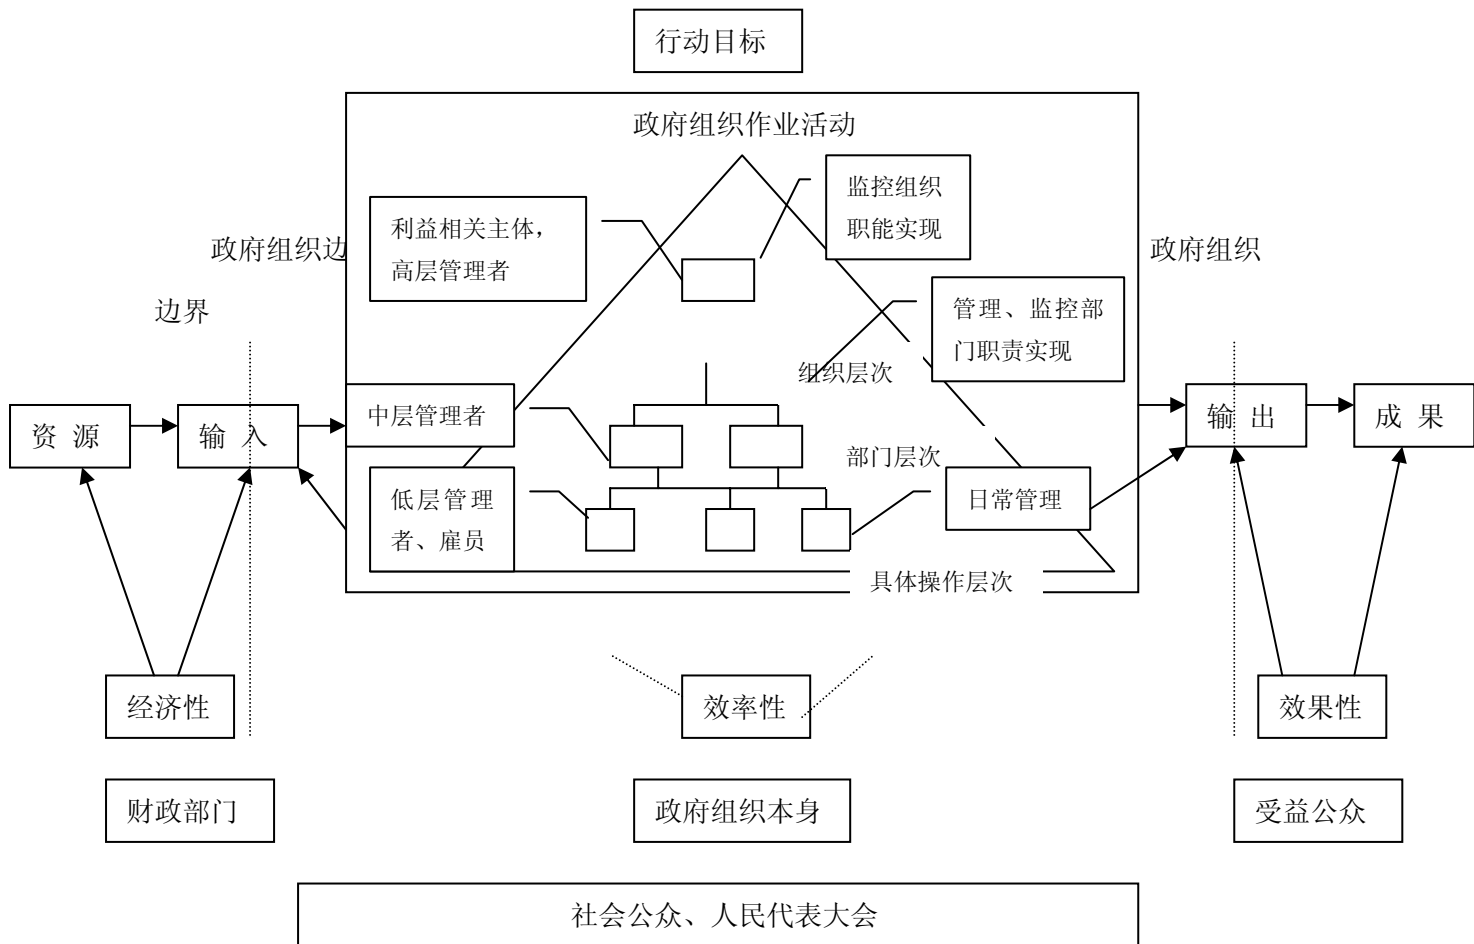 行动目标
政府组织作业活动
利益相关主体，
高层管理者
监控组织
职能实现
政府组织边
边界
政府组织
管理、监控部
门职责实现
组织层次
中层管理者
资 源
输 入
输 出
成 果
部门层次
低层管理
者、雇员
日常管理
具体操作层次
经济性
效率性
效果性
财政部门
政府组织本身
受益公众
社会公众、人民代表大会